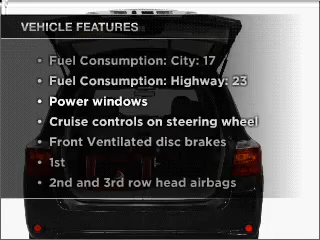 VEHICLE FEATURES
• Fuel Consumption: City: 17
• Fuel Consumption: Highway: 23
• Power windows
• Cruise controls on steering wheel
• Front Ventilated disc brakes
• 1st
• 2nd and 3rd row head airbags